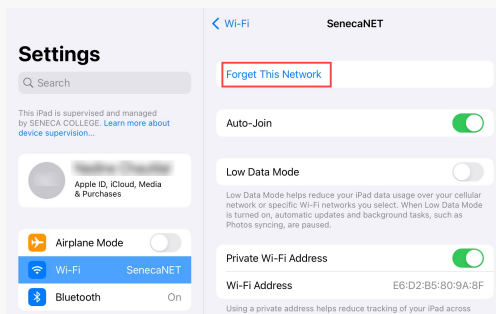 Settings
Search
This iPad is supervised and managed
by SENECA COLLEGE. Learn more about
device supervision...
Apple ID, iCloud, Media
& Purchases
Airplane Mode
Wi-Fi SenecaNET
Bluetooth On
Wi-Fi SenecaNET
Forget This Network
Auto-Join
Low Data Mode
Low Data Mode helps reduce your iPad data usage over your cellular
network or specific Wi-Fi networks you select. When Low Data Mode
is turned on, automatic updates and background tasks, such as
Photos syncing, are paused.
Private Wi-Fi Address
Wi-Fi Address E6:D2:B5:80:9A:8F
Using a private address helps reduce tracking of your iPad across